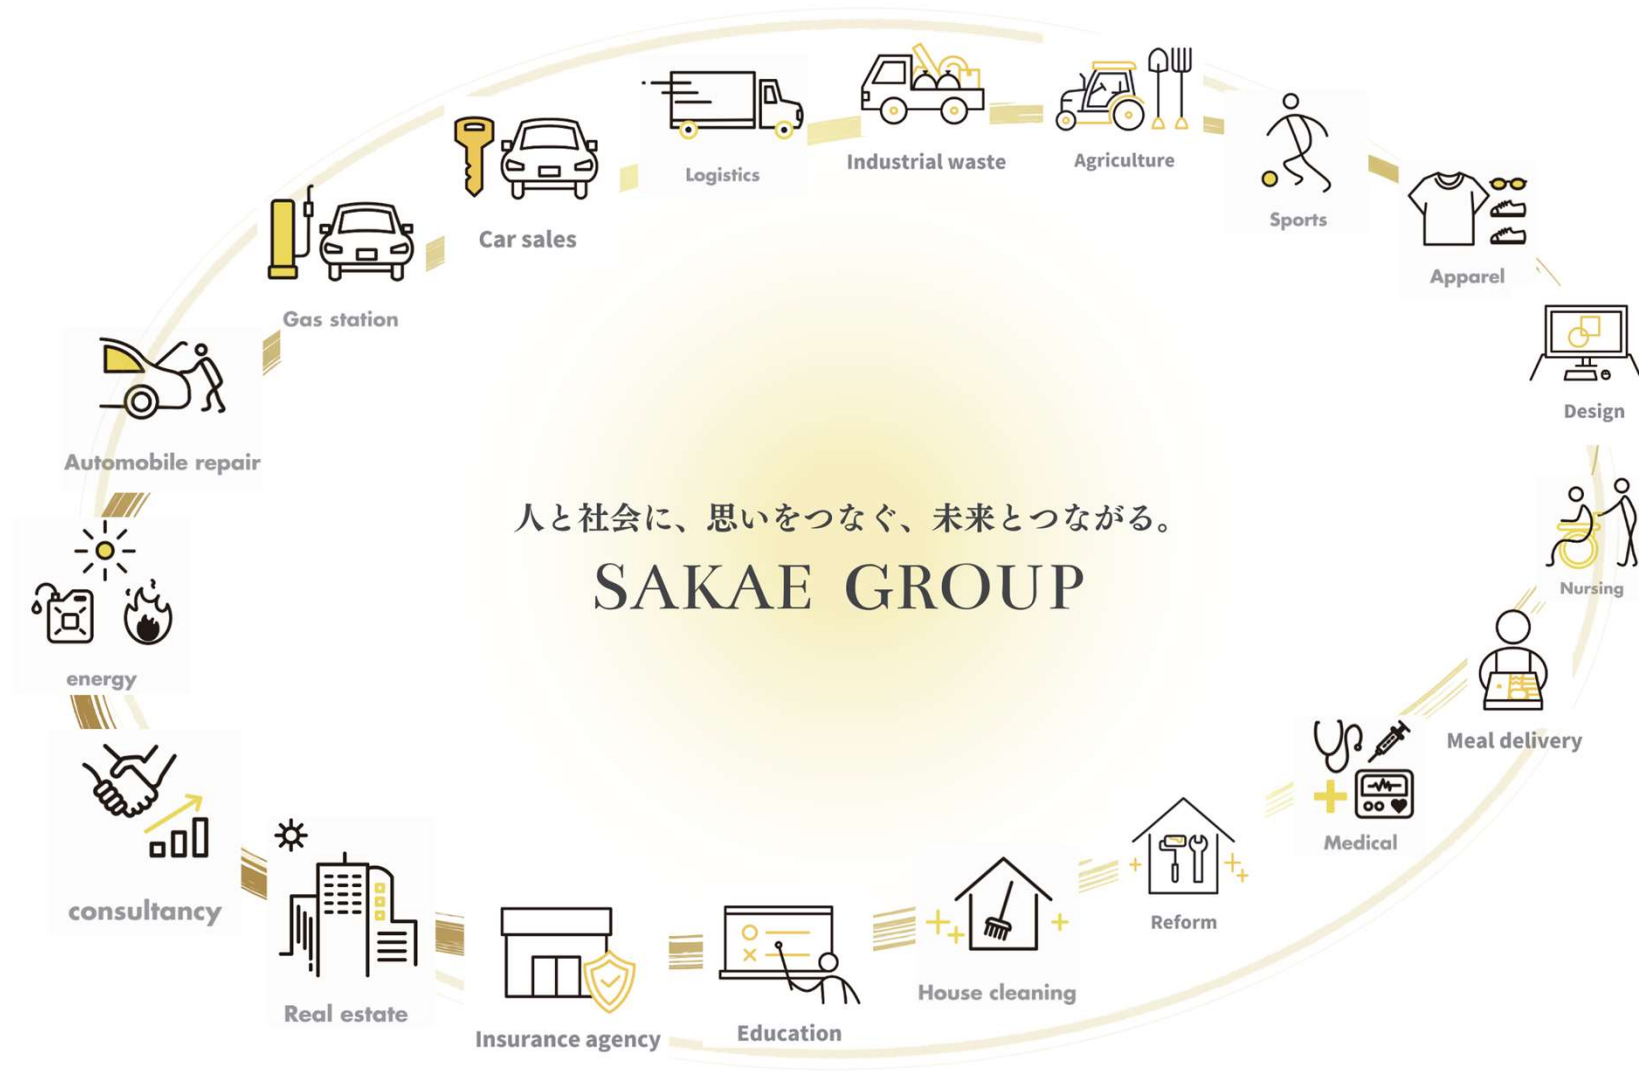 Logistics
Industrial waste
Agriculture
Sports
Car sales
Apparel
Gas station
Design
Automobile repair
人と社会に、思いをつなぐ、未来とつながる。
SAKAE GROUP
Nursing
energy
Meal delivery
Medical
consultancy
Reform
House cleaning
Real estate
Education
Insurance agency